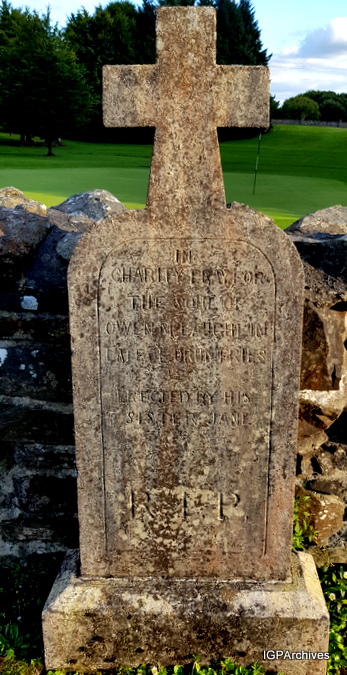 IN
CHARITY PRAY FOR
THE SOUL OF
OWEN McLAUGHLIN
LATE OF DRUMFRIES
ERECTED BY HIS
SISTER JANE
R.I.P.
IGPArchives